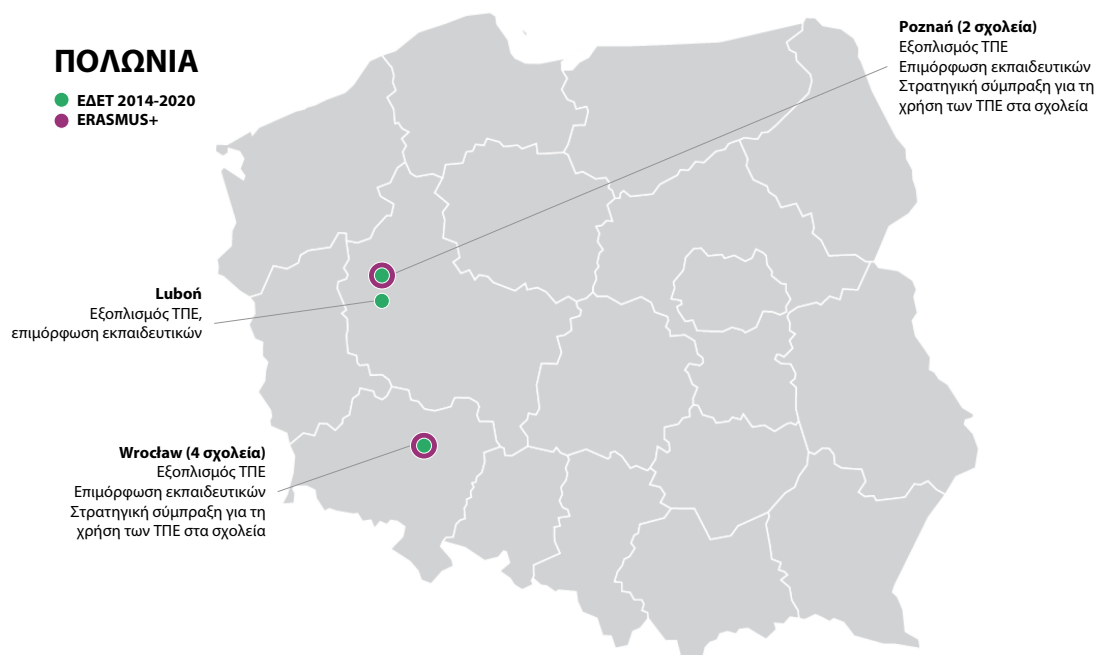 ΠΟΛΩΝΙΑ
ΕΔΕΤ 2014-2020
ERASMUS+
Poznań (2 σχολεία)
Εξοπλισμός ΤΠΕ
Επιμόρφωση εκπαιδευτικών
Στρατηγική σύμπραξη για τη
χρήση των ΤΠΕ στα σχολεία
Luboń
Εξοπλισμός ΤΠΕ,
επιμόρφωση εκπαιδευτικών
Wrocław (4 σχολεία)
Εξοπλισμός ΤΠΕ
Επιμόρφωση εκπαιδευτικών
Στρατηγική σύμπραξη για τη
χρήση των ΤΠΕ στα σχολεία